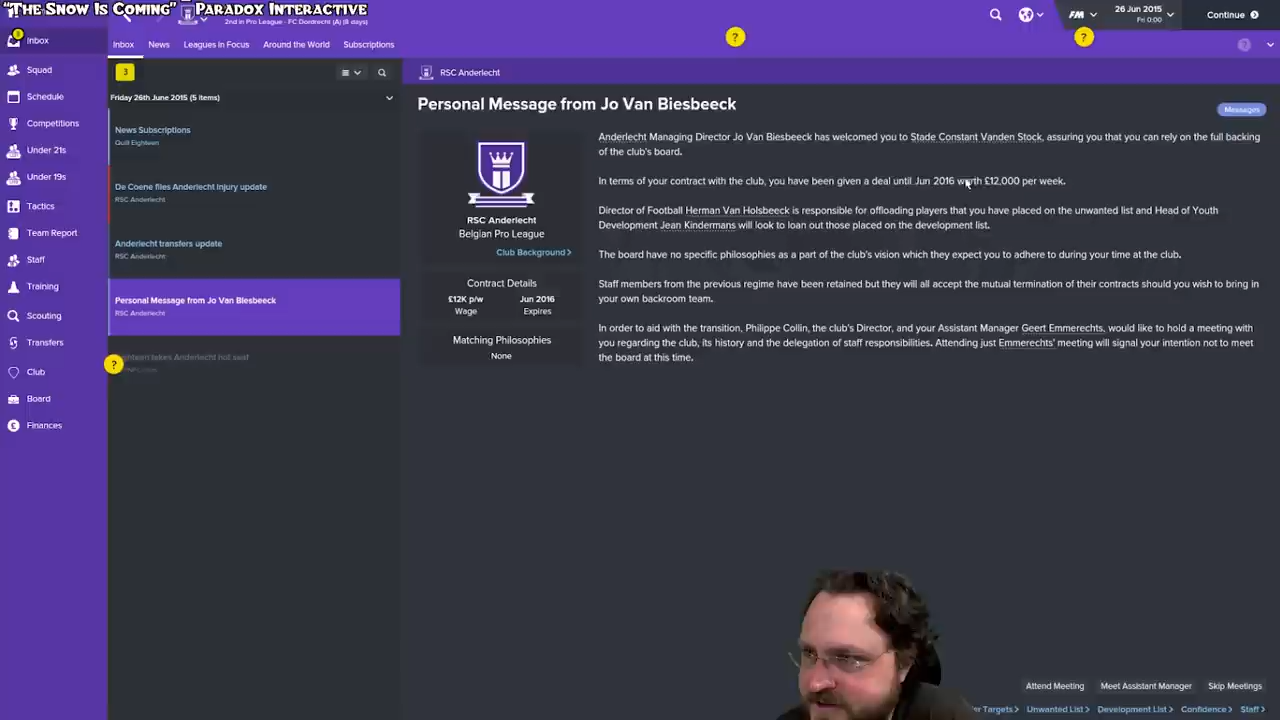 "The Snow Is Coming" Paradox Interactive
2nd in Pro League - FC Dordrecht (A) (8 days)
26 Jun 2015
Fri 0:00
FM
Continue
Inbox
Squad
Schedule
Competitions
Under 21s
Under 19s
Tactics
Team Report
Staff
Training
Scouting
Transfers
Club
Board
Finances
Inbox News Leagues in Focus Around the World Subscriptions
? ? ?
3
Friday 26th June 2015 (5 items)
News Subscriptions
Quill Eighteen
De Coene files Anderlecht injury update
RSC Anderlecht
Anderlecht transfers update
RSC Anderlecht
Personal Message from Jo Van Biesbeeck
RSC Anderlecht
?
takes Anderlecht hot seat
RSC Anderlecht
Personal Message from Jo Van Biesbeeck
Messages
RSC Anderlecht
Belgian Pro League
Club Background >
Contract Details
£12K p/w Jun 2016
Wage Expires
Matching Philosophies
None
Anderlecht Managing Director Jo Van Biesbeeck has welcomed you to Stade Constant Vanden Stock, assuring you that you can rely on the full backing
of the club's board.
In terms of your contract with the club, you have been given a deal until Jun 2016 worth £12,000 per week.
Director of Football Herman Van Holsbeeck is responsible for offloading players that you have placed on the unwanted list and Head of Youth
Development Jean Kindermans will look to loan out those placed on the development list.
The board have no specific philosophies as a part of the club's vision which they expect you to adhere to during your time at the club.
Staff members from the previous regime have been retained but they will all accept the mutual termination of their contracts should you wish to bring in
your own backroom team.
In order to aid with the transition, Philippe Collin, the club's Director, and your Assistant Manager Geert Emmerechts, would like to hold a meeting with
you regarding the club, its history and the delegation of staff responsibilities. Attending just Emmerechts' meeting will signal your intention not to meet
the board at this time.
Attend Meeting Meet Assistant Manager Skip Meetings
Targets > Unwanted List > Development List > Confidence > Staff >